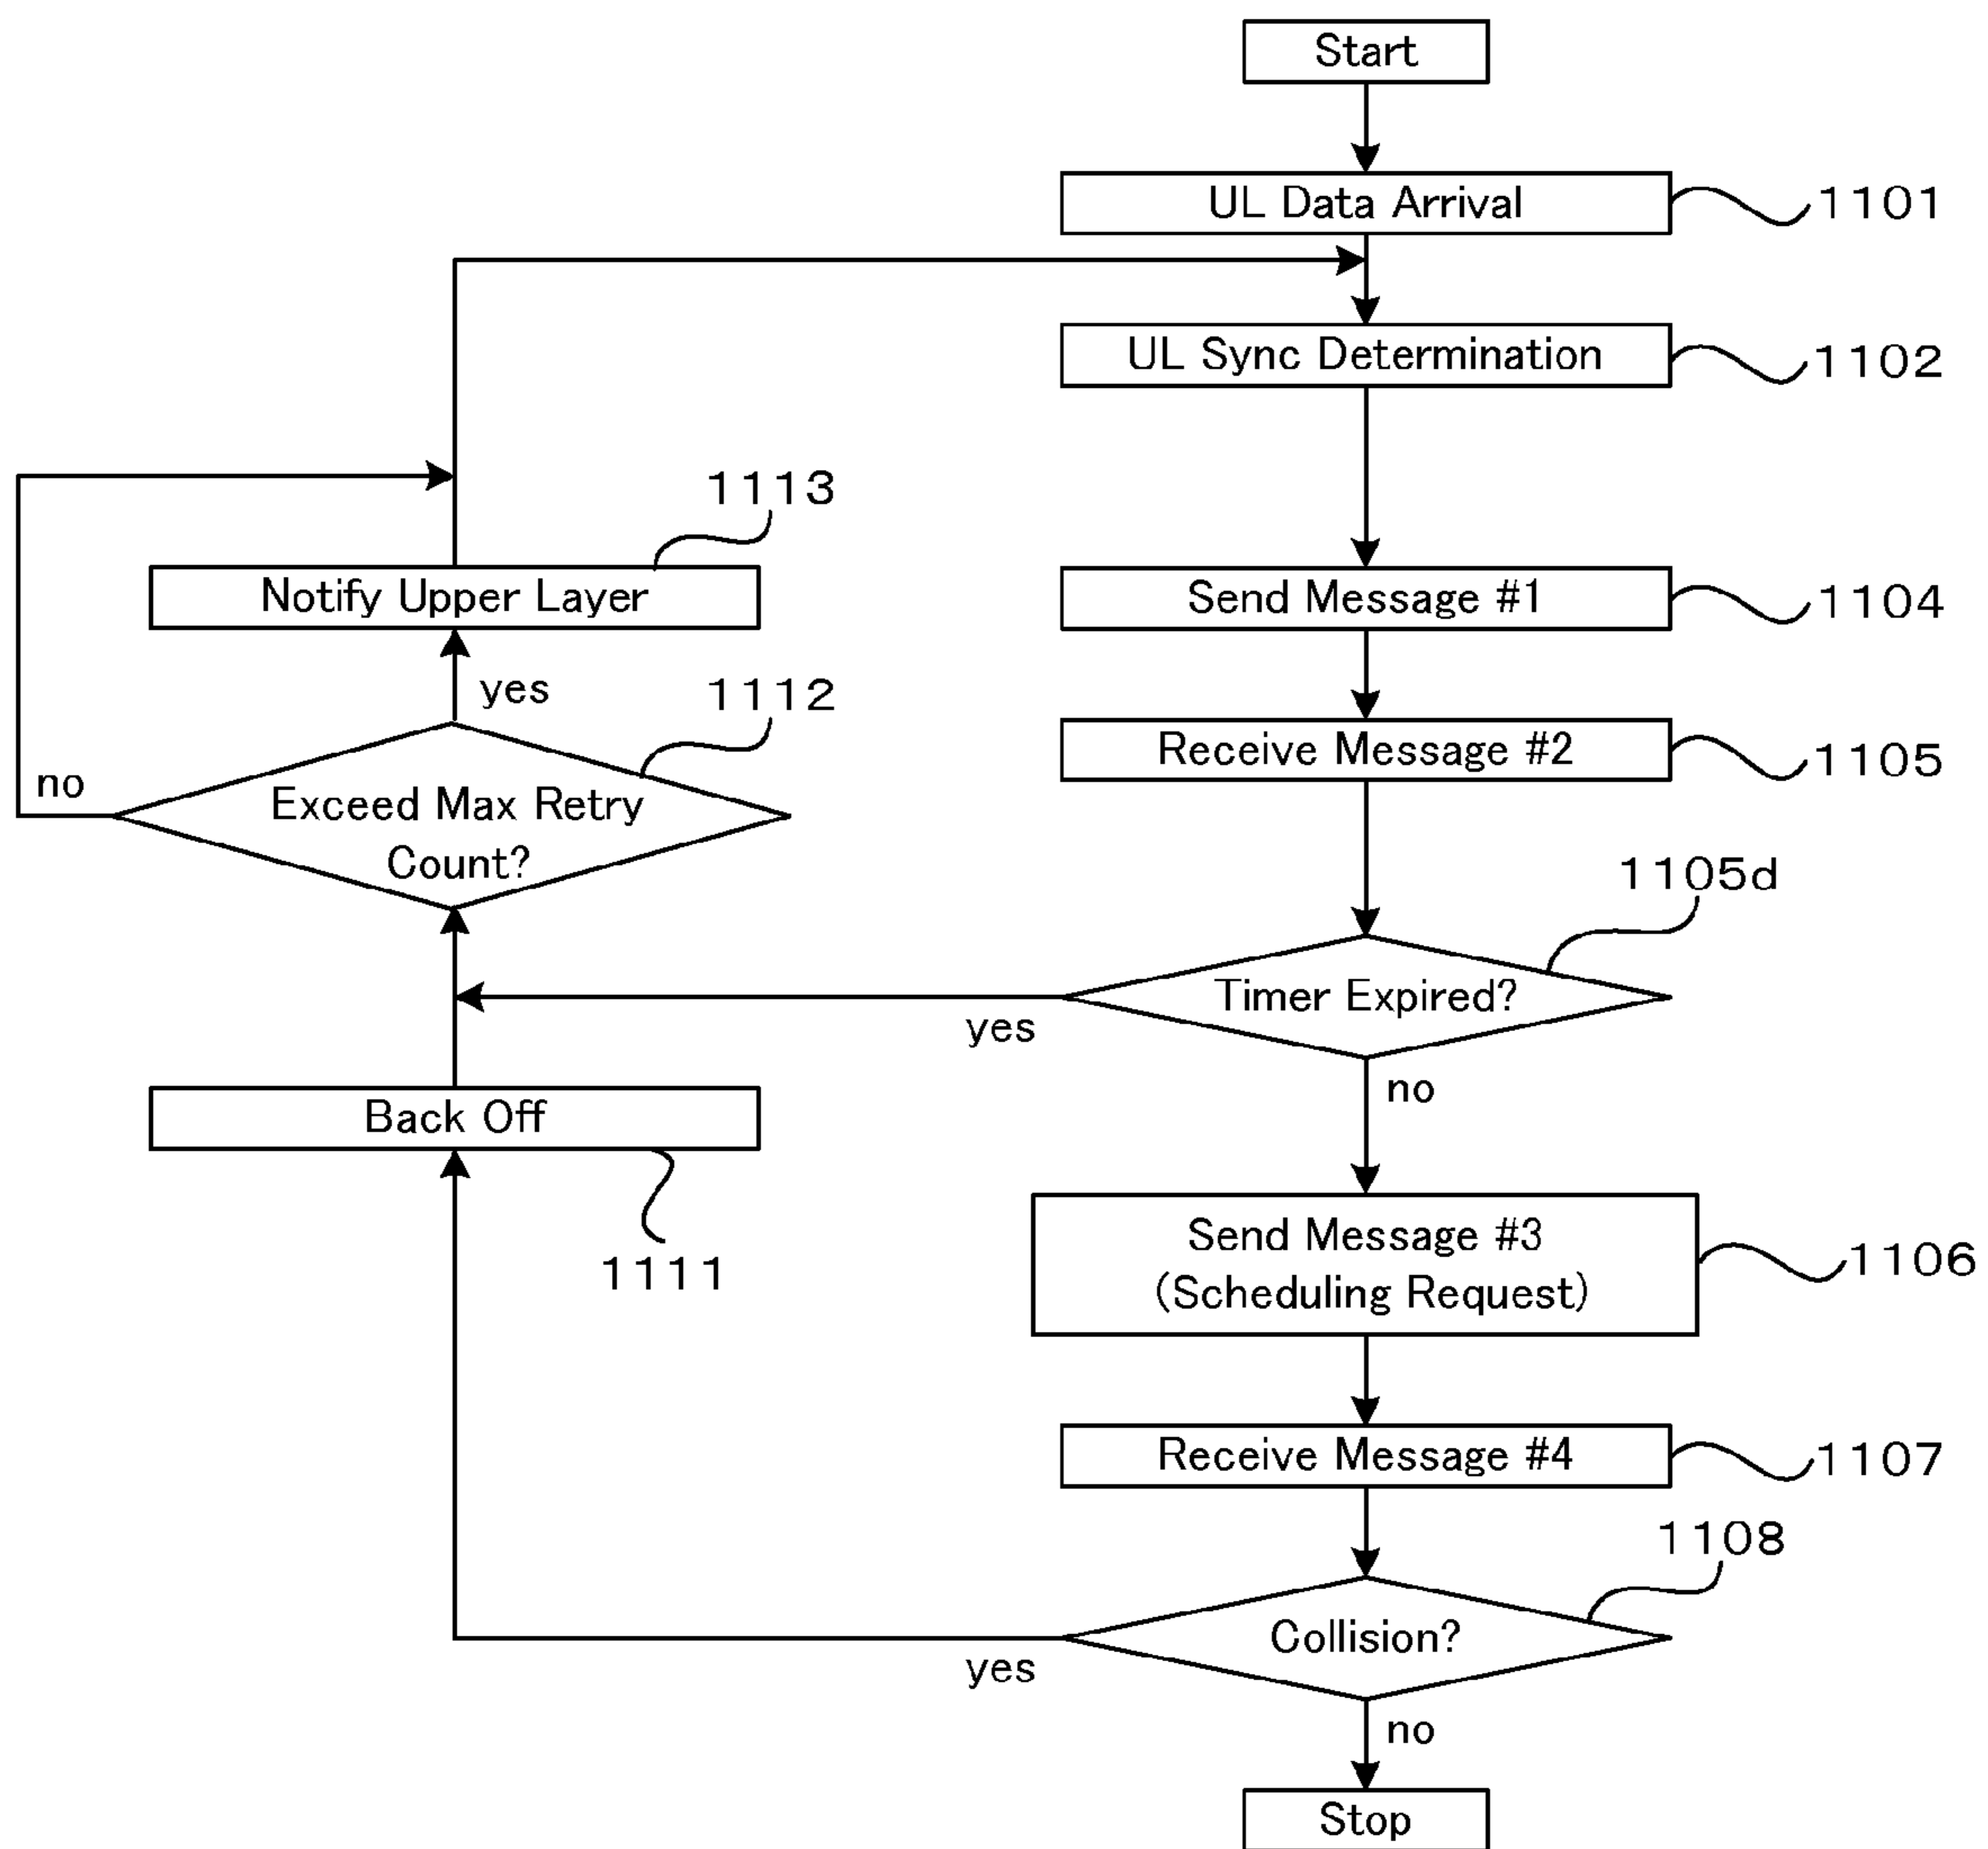 Start
UL Data Arrival
1101
UL Sync Determination
1102
1113
Notify Upper Layer
Send Message #1
1104
yes
1112
Receive Message #2
1105
no
Exceed Max Retry
Count?
1105d
Timer Expired?
yes
no
Back Off
1111
Send Message #3
(Scheduling Request)
1106
Receive Message #4
1107
1108
Collision?
yes
no
Stop